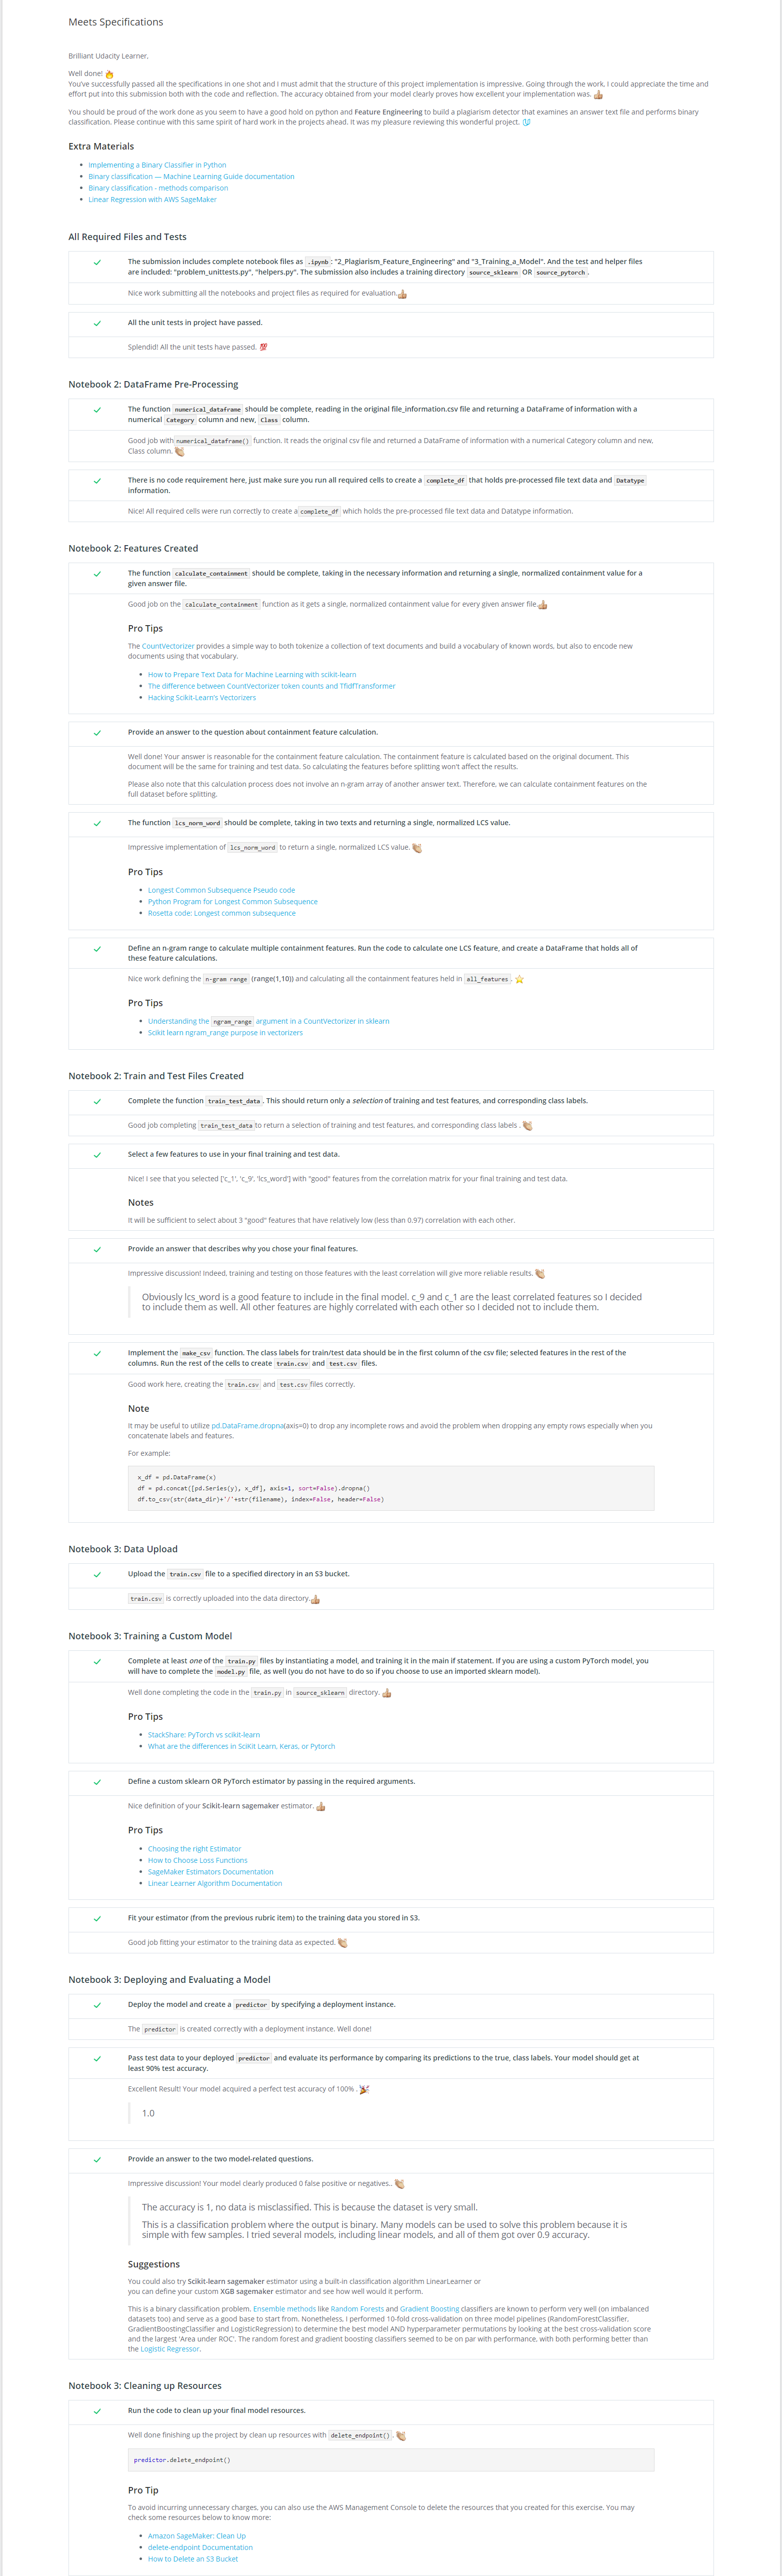 Meets Specifications
Brilliant Udacity Learner,
Well done!
You've successfully passed all the specifications in one shot and I must admit that the structure of this project implementation is impressive. Going through the work, I could appreciate the time and
effort put into this submission both with the code and reflection. The accuracy obtained from your model clearly proves how excellent your implementation was.
You should be proud of the work done as you seem to have a good hold on python and Feature Engineering to build a plagiarism detector that examines an answer text file and performs binary
classification. Please continue with this same spirit of hard work in the projects ahead. It was my pleasure reviewing this wonderful project.
Extra Materials
Implementing a Binary Classifier in Python
Binary classification — Machine Learning Guide documentation
Binary classification - methods comparison
Linear Regression with AWS SageMaker
All Required Files and Tests
The submission includes complete notebook files as .ipynb : "2_Plagiarism_Feature_Engineering" and "3_Training_a_Model". And the test and helper files
are included: "problem_unittests.py", "helpers.py". The submission also includes a training directory source_sklearn OR source_pytorch .
Nice work submitting all the notebooks and project files as required for evaluation.
All the unit tests in project have passed.
Splendid! All the unit tests have passed. 💯
Notebook 2: DataFrame Pre-Processing
The function numerical_dataframe should be complete, reading in the original file_information.csv file and returning a DataFrame of information with a
numerical Category column and new, Class column.
Good job with numerical_dataframe() function. It reads the original csv file and returned a DataFrame of information with a numerical Category column and new,
Class column.
There is no code requirement here, just make sure you run all required cells to create a complete_df that holds pre-processed file text data and Datatype
information.
Nice! All required cells were run correctly to create a complete_df which holds the pre-processed file text data and Datatype information.
Notebook 2: Features Created
The function calculate_containment should be complete, taking in the necessary information and returning a single, normalized containment value for a
given answer file.
Good job on the calculate_containment function as it gets a single, normalized containment value for every given answer file.
Pro Tips
The CountVectorizer provides a simple way to both tokenize a collection of text documents and build a vocabulary of known words, but also to encode new
documents using that vocabulary.
How to Prepare Text Data for Machine Learning with scikit-learn
The difference between CountVectorizer token counts and TfidfTransformer
Hacking Scikit-Learn's Vectorizers
Provide an answer to the question about containment feature calculation.
Well done! Your answer is reasonable for the containment feature calculation. The containment feature is calculated based on the original document. This
document will be the same for training and test data. So calculating the features before splitting won't affect the results.
Please also note that this calculation process does not involve an n-gram array of another answer text. Therefore, we can calculate containment features on the
full dataset before splitting.
The function lcs_norm_word should be complete, taking in two texts and returning a single, normalized LCS value.
Impressive implementation of lcs_norm_word to return a single, normalized LCS value.
Pro Tips
Longest Common Subsequence Pseudo code
Python Program for Longest Common Subsequence
Rosetta code: Longest common subsequence
Define an n-gram range to calculate multiple containment features. Run the code to calculate one LCS feature, and create a DataFrame that holds all of
these feature calculations.
Nice work defining the n-gram range (range(1,10)) and calculating all the containment features held in all_features .
Pro Tips
Understanding the ngram_range argument in a CountVectorizer in sklearn
Scikit learn ngram_range purpose in vectorizers
Notebook 2: Train and Test Files Created
Complete the function train_test_data . This should return only a selection of training and test features, and corresponding class labels.
Good job completing train_test_data to return a selection of training and test features, and corresponding class labels .
Select a few features to use in your final training and test data.
Nice! I see that you selected ['c_1', 'c_9', 'lcs_word'] with "good" features from the correlation matrix for your final training and test data.
Notes
It will be sufficient to select about 3 "good" features that have relatively low (less than 0.97) correlation with each other.
Provide an answer that describes why you chose your final features.
Impressive discussion! Indeed, training and testing on those features with the least correlation will give more reliable results.
Obviously lcs_word is a good feature to include in the final model. c_9 and c_1 are the least correlated features so I decided
to include them as well. All other features are highly correlated with each other so I decided not to include them.
Implement the make_csv function. The class labels for train/test data should be in the first column of the csv file; selected features in the rest of the
columns. Run the rest of the cells to create train.csv and test.csv files.
Good work here, creating the train.csv and test.csv files correctly.
Note
It may be useful to utilize pd.DataFrame.dropna(axis=0) to drop any incomplete rows and avoid the problem when dropping any empty rows especially when you
concatenate labels and features.
For example:
x_df = pd.DataFrame(x)
df = pd.concat([pd.Series(y), x_df], axis=1, sort=False).dropna()
df.to_csv(str(data_dir)+'/'+str(filename), index=False, header=False)
Notebook 3: Data Upload
Upload the train.csv file to a specified directory in an S3 bucket.
train.csv is correctly uploaded into the data directory.
Notebook 3: Training a Custom Model
Complete at least one of the train.py files by instantiating a model, and training it in the main if statement. If you are using a custom PyTorch model, you
will have to complete the model.py file, as well (you do not have to do so if you choose to use an imported sklearn model).
Well done completing the code in the train.py in source_sklearn directory.
Pro Tips
StackShare: PyTorch vs scikit-learn
What are the differences in SciKit Learn, Keras, or Pytorch
Define a custom sklearn OR PyTorch estimator by passing in the required arguments.
Nice definition of your Scikit-learn sagemaker estimator.
Pro Tips
Choosing the right Estimator
How to Choose Loss Functions
SageMaker Estimators Documentation
Linear Learner Algorithm Documentation
Fit your estimator (from the previous rubric item) to the training data you stored in S3.
Good job fitting your estimator to the training data as expected.
Notebook 3: Deploying and Evaluating a Model
Deploy the model and create a predictor by specifying a deployment instance.
The predictor is created correctly with a deployment instance. Well done!
Pass test data to your deployed predictor and evaluate its performance by comparing its predictions to the true, class labels. Your model should get at
least 90% test accuracy.
Excellent Result! Your model acquired a perfect test accuracy of 100% .
1.0
Provide an answer to the two model-related questions.
Impressive discussion! Your model clearly produced 0 false positive or negatives..
The accuracy is 1, no data is misclassified. This is because the dataset is very small.
This is a classification problem where the output is binary. Many models can be used to solve this problem because it is
simple with few samples. I tried several models, including linear models, and all of them got over 0.9 accuracy.
Suggestions
You could also try Scikit-learn sagemaker estimator using a built-in classification algorithm LinearLearner or
you can define your custom XGB sagemaker estimator and see how well would it perform.
This is a binary classification problem. Ensemble methods like Random Forests and Gradient Boosting classifiers are known to perform very well (on imbalanced
datasets too) and serve as a good base to start from. Nonetheless, I performed 10-fold cross-validation on three model pipelines (RandomForestClassifier,
GradientBoostingClassifier and LogisticRegression) to determine the best model AND hyperparameter permutations by looking at the best cross-validation score
and the largest 'Area under ROC'. The random forest and gradient boosting classifiers seemed to be on par with performance, with both performing better than
the Logistic Regressor.
Notebook 3: Cleaning up Resources
Run the code to clean up your final model resources.
Well done finishing up the project by clean up resources with delete_endpoint() .
predictor.delete_endpoint()
Pro Tip
To avoid incurring unnecessary charges, you can also use the AWS Management Console to delete the resources that you created for this exercise. You may
check some resources below to know more:
Amazon SageMaker: Clean Up
delete-endpoint Documentation
How to Delete an S3 Bucket